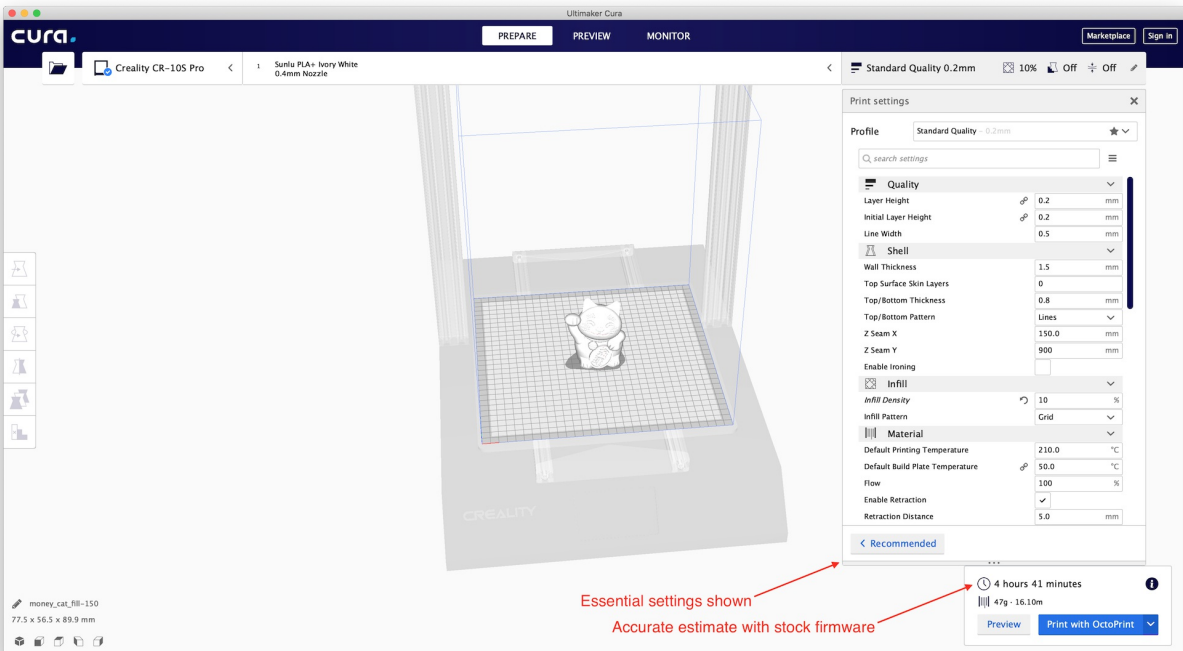 Ultimaker Cura
cura.
PREPARE PREVIEW MONITOR
Marketplace Sign in
Creality CR-10S Pro
1 Sunlu PLA+ Ivory White
0.4mm Nozzle
Standard Quality 0.2mm 10% Off Off
Print settings
Profile Standard Quality - 0.2mm
search settings
Quality
Layer Height 0.2 mm
Initial Layer Height 0.2 mm
Line Width 0.5 mm
Shell
Wall Thickness 1.5 mm
Top Surface Skin Layers 0
Top/Bottom Thickness 0.8 mm
Top/Bottom Pattern Lines
Z Seam X 150.0 mm
Z Seam Y 900 mm
Enable Ironing
Infill
Infill Density 10 %
Infill Pattern Grid
Material
Default Printing Temperature 210.0 °C
Default Build Plate Temperature 50.0 °C
Flow 100 %
Enable Retraction
Retraction Distance 5.0 mm
Recommended
CREALITY
Essential settings shown
Accurate estimate with stock firmware
4 hours 41 minutes
47g · 16.10m
Preview Print with OctoPrint
money_cat_fill-150
77.5 x 56.5 x 89.9 mm